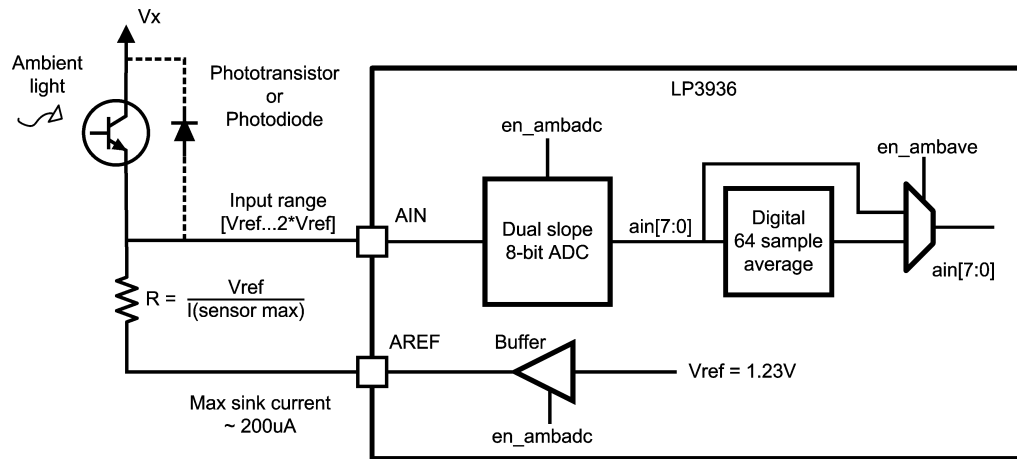 Vx
Ambient
light
Phototransistor
or
Photodiode
LP3936
en_ambadc
en_ambave
Input range
[Vref...2*Vref]
AIN
Dual slope
8-bit ADC
ain[7:0]
Digital
64 sample
average
ain[7:0]
R = Vref
I(sensor max)
AREF
Buffer
Vref = 1.23V
Max sink current
~ 200uA
en_ambadc